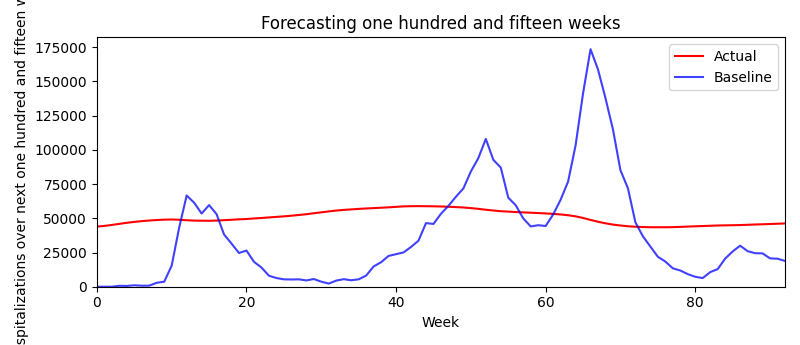 Forecasting one hundred and fifteen weeks
spitalizations over next one hundred and fifteen w
175000
150000
125000
100000
75000
50000
25000
0
Actual
Baseline
0 20 40 60 80
Week